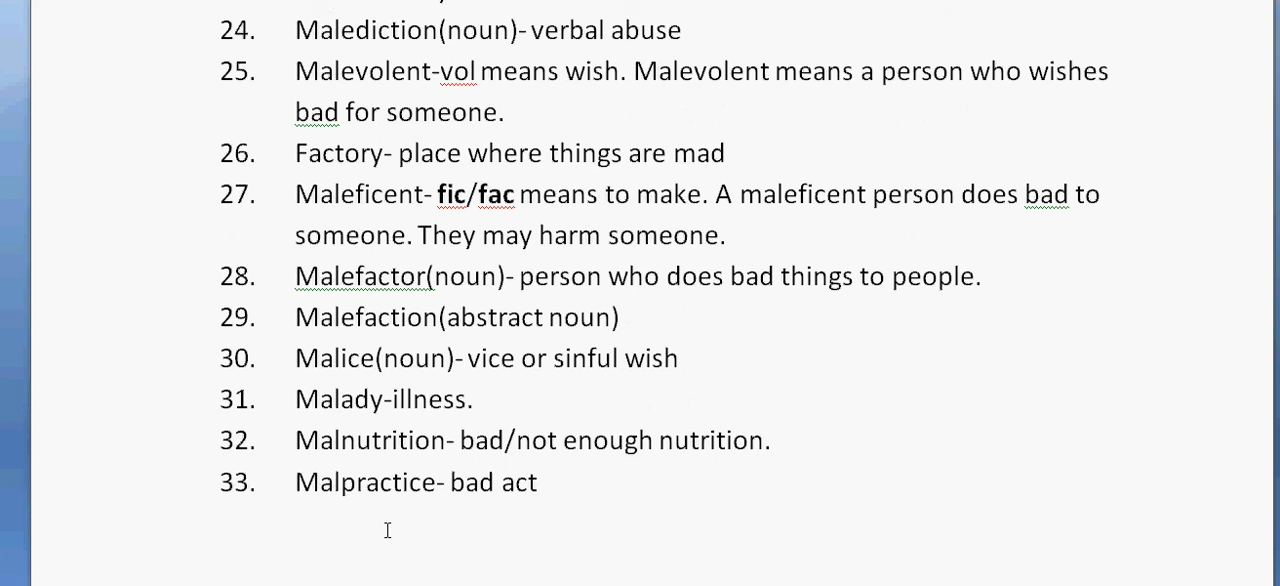 24. Malediction(noun)- verbal abuse
25. Malevolent-vol means wish. Malevolent means a person who wishes
bad for someone.
26. Factory- place where things are mad
27. Maleficent- fic/fac means to make. A maleficent person does bad to
someone. They may harm someone.
28. Malefactor(noun)- person who does bad things to people.
29. Malefaction(abstract noun)
30. Malice(noun)- vice or sinful wish
31. Malady-illness.
32. Malnutrition- bad/not enough nutrition.
33. Malpractice- bad act